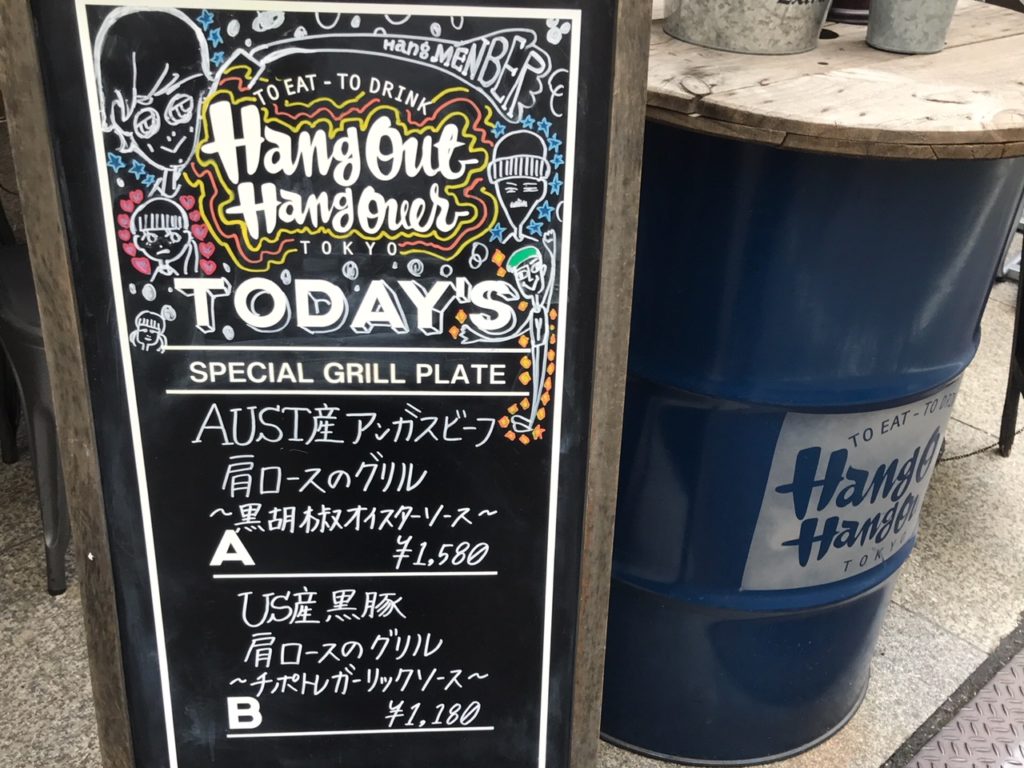 Hang MENBER
TO EAT - TO DRINK
Hang Out
HangOver
TOKYO
TODAY'S
SPECIAL GRILL PLATE
AUST産アンガスビーフ
肩ロースのグリル
～黒胡椒オイスターソース～
A ¥1,580
US産黒豚
肩ロースのグリル
～チポトレガーリックソース～
B ¥1,180
TO EAT - TO D
Hang O
HangO
TOKYO